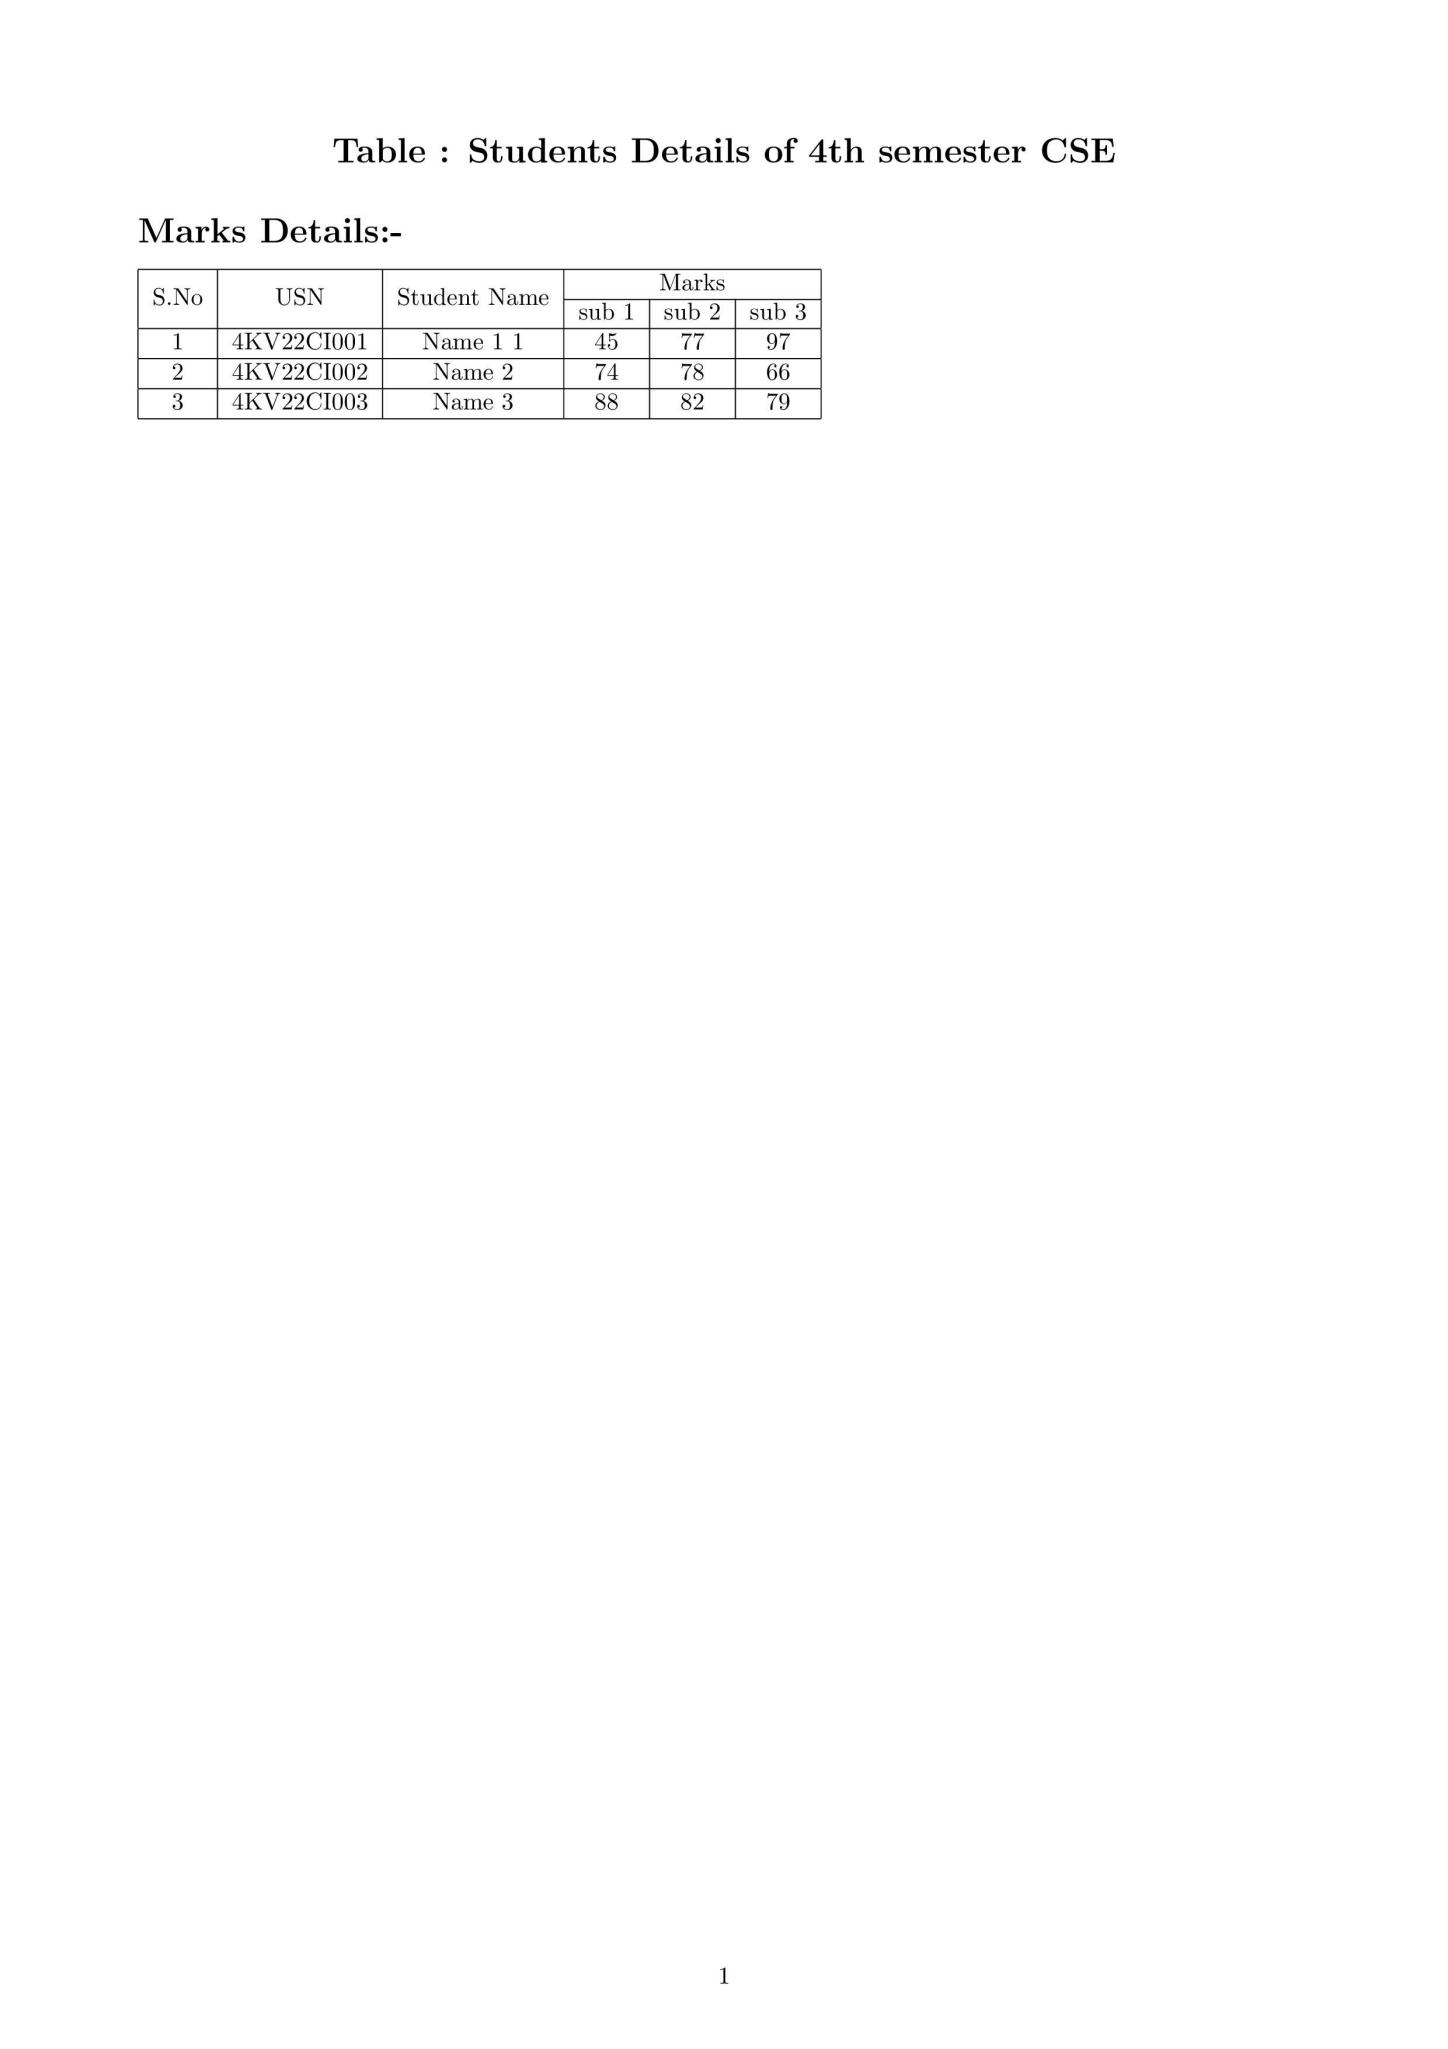 Table : Students Details of 4th semester CSE
Marks Details:-
S.No USN Student Name Marks
sub 1 sub 2 sub 3
1 4KV22CI001 Name 1 1 45 77 97
2 4KV22CI002 Name 2 74 78 66
3 4KV22CI003 Name 3 88 82 79
1